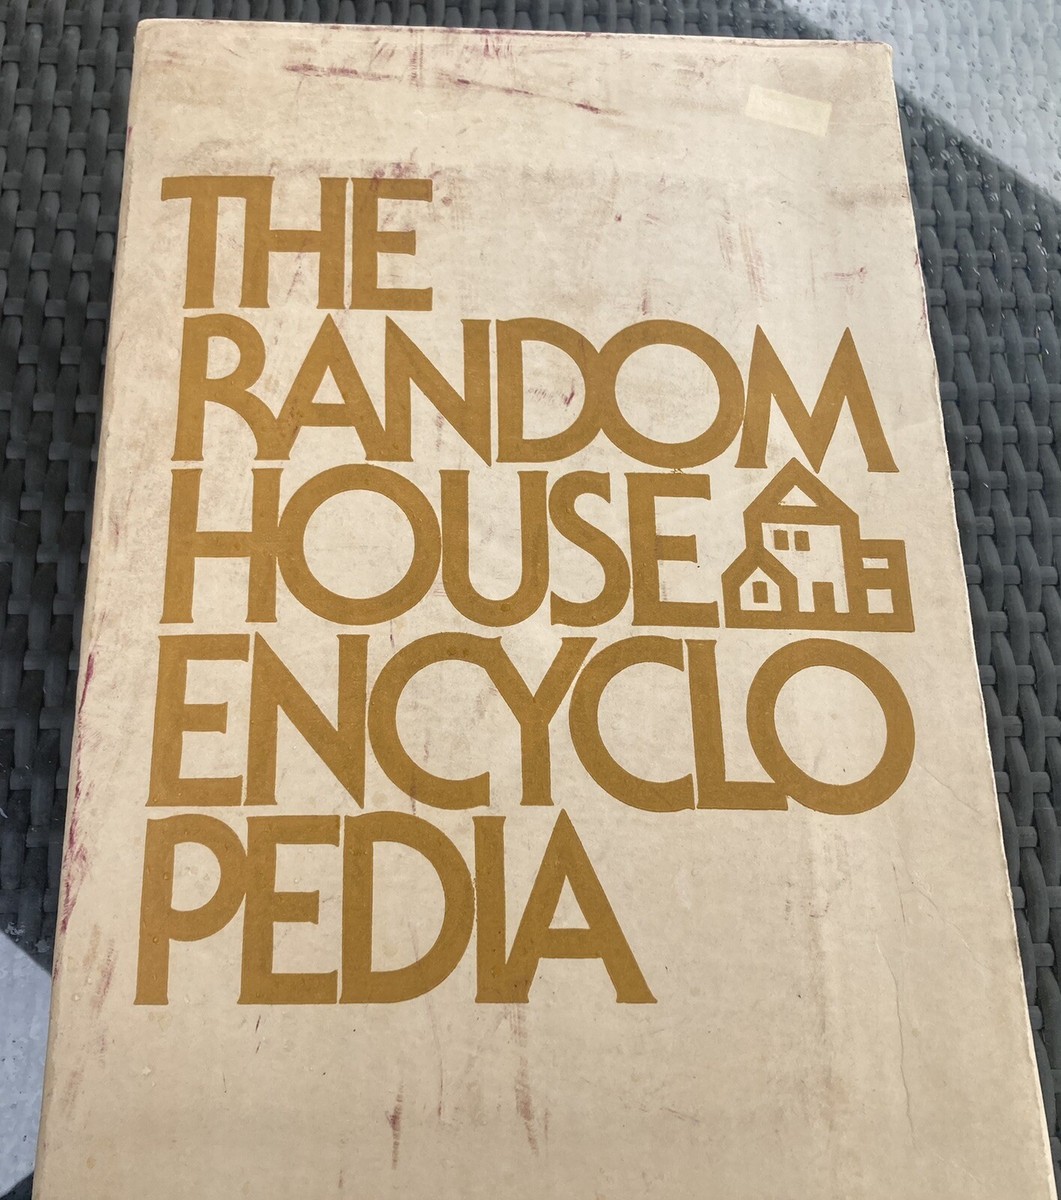 THE
RANDOM
HOUSE
ENCYCLO
PEDIA